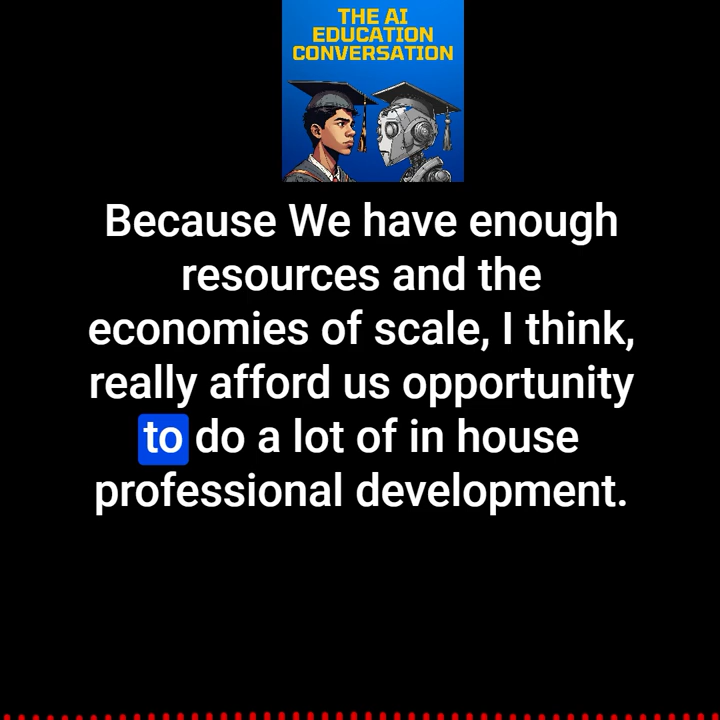 THE AI
EDUCATION
CONVERSATION
Because We have enough
resources and the
economies of scale, I think,
really afford us opportunity
to do a lot of in house
professional development.